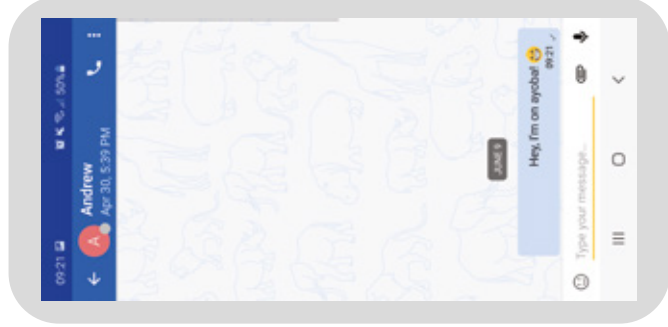 09:21 50%
Andrew
Apr 30, 5:39 PM
JUNE 9
Hey, I'm on ayoba! 😁
09:21 ✓
Type your message...
A